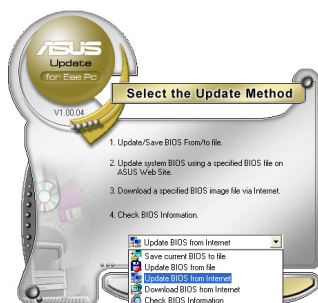 ASUS
Update
for Eee Pc
Select the Update Method
V1.00.04
1. Update/Save BIOS From/to file.
2. Update system BIOS using a specified BIOS file on
ASUS Web Site.
3. Download a specified BIOS image file via Internet.
4. Check BIOS Information.
Update BIOS from Internet
Save current BIOS to file
Update BIOS from file
Update BIOS from Internet
Download BIOS from Internet
Check BIOS Information